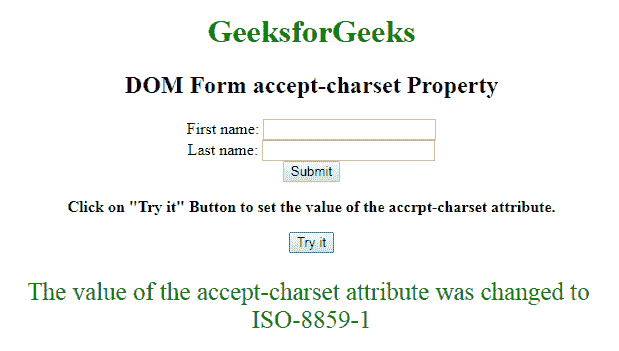 GeeksforGeeks
DOM Form accept-charset Property
First name:
Last name:
Submit
Click on "Try it" Button to set the value of the accrpt-charset attribute.
Try it
The value of the accept-charset attribute was changed to
ISO-8859-1